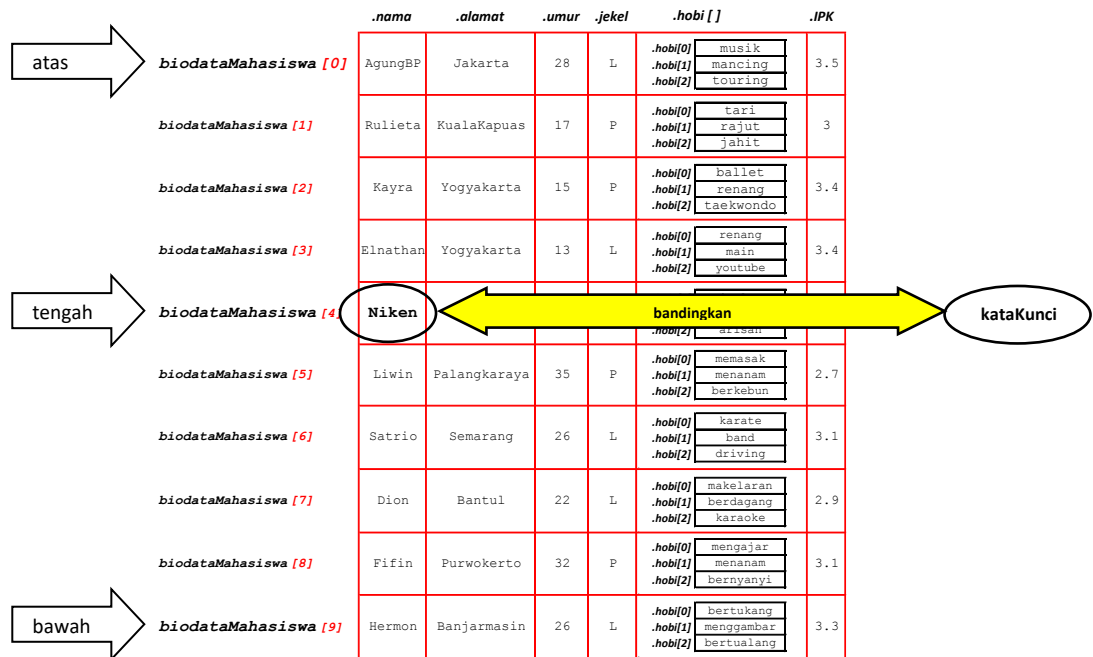 .nama .alamat .umur .jekel .hobi [ ] .IPK
atas biodataMahasiswa [0] AgungBP Jakarta 28 L .hobi[0] musik 3.5
.hobi[1] mancing
.hobi[2] touring
biodataMahasiswa [1] Rulieta KualaKapuas 17 P .hobi[0] tari 3
.hobi[1] rajut
.hobi[2] jahit
biodataMahasiswa [2] Kayra Yogyakarta 15 P .hobi[0] ballet 3.4
.hobi[1] renang
.hobi[2] taekwondo
biodataMahasiswa [3] Elnathan Yogyakarta 13 L .hobi[0] renang 3.4
.hobi[1] main
.hobi[2] youtube
tengah biodataMahasiswa [4] Niken bandingkan kataKunci
.hobi[2] arisan
biodataMahasiswa [5] Liwin Palangkaraya 35 P .hobi[0] memasak 2.7
.hobi[1] menanam
.hobi[2] berkebun
biodataMahasiswa [6] Satrio Semarang 26 L .hobi[0] karate 3.1
.hobi[1] band
.hobi[2] driving
biodataMahasiswa [7] Dion Bantul 22 L .hobi[0] makelaran 2.9
.hobi[1] berdagang
.hobi[2] karaoke
biodataMahasiswa [8] Fifin Purwokerto 32 P .hobi[0] mengajar 3.1
.hobi[1] menanam
.hobi[2] bernyanyi
bawah biodataMahasiswa [9] Hermon Banjarmasin 26 L .hobi[0] bertukang 3.3
.hobi[1] menggambar
.hobi[2] bertualang